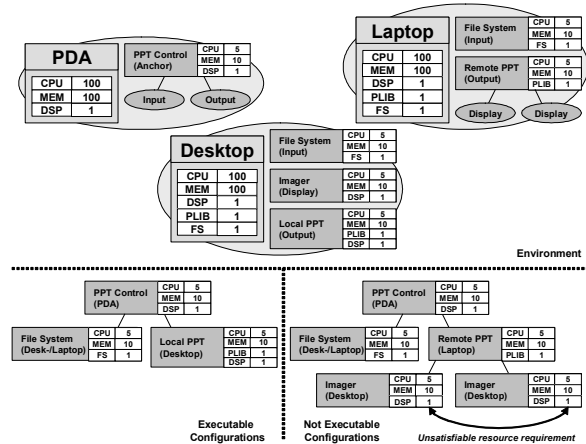 PDA
CPU 100
MEM 100
DSP 1
PPT Control
(Anchor)
CPU 5
MEM 10
DSP 1
Input
Output
Laptop
CPU 100
MEM 100
DSP 1
PLIB 1
FS 1
File System
(Input)
CPU 5
MEM 10
FS 1
Remote PPT
(Output)
CPU 5
MEM 10
PLIB 1
Display
Display
Desktop
CPU 100
MEM 100
DSP 1
PLIB 1
FS 1
File System
(Input)
CPU 5
MEM 10
FS 1
Imager
(Display)
CPU 5
MEM 10
DSP 1
Local PPT
(Output)
CPU 5
MEM 10
PLIB 1
DSP 1
Environment
PPT Control
(PDA)
CPU 5
MEM 10
DSP 1
File System
(Desk-/Laptop)
CPU 5
MEM 10
FS 1
Local PPT
(Desktop)
CPU 5
MEM 10
PLIB 1
DSP 1
Executable
Configurations
PPT Control
(PDA)
CPU 5
MEM 10
DSP 1
File System
(Desk-/Laptop)
CPU 5
MEM 10
FS 1
Remote PPT
(Laptop)
CPU 5
MEM 10
PLIB 1
Imager
(Desktop)
CPU 5
MEM 10
DSP 1
Imager
(Desktop)
CPU 5
MEM 10
DSP 1
Not Executable
Configurations
Unsatisfiable resource requirement